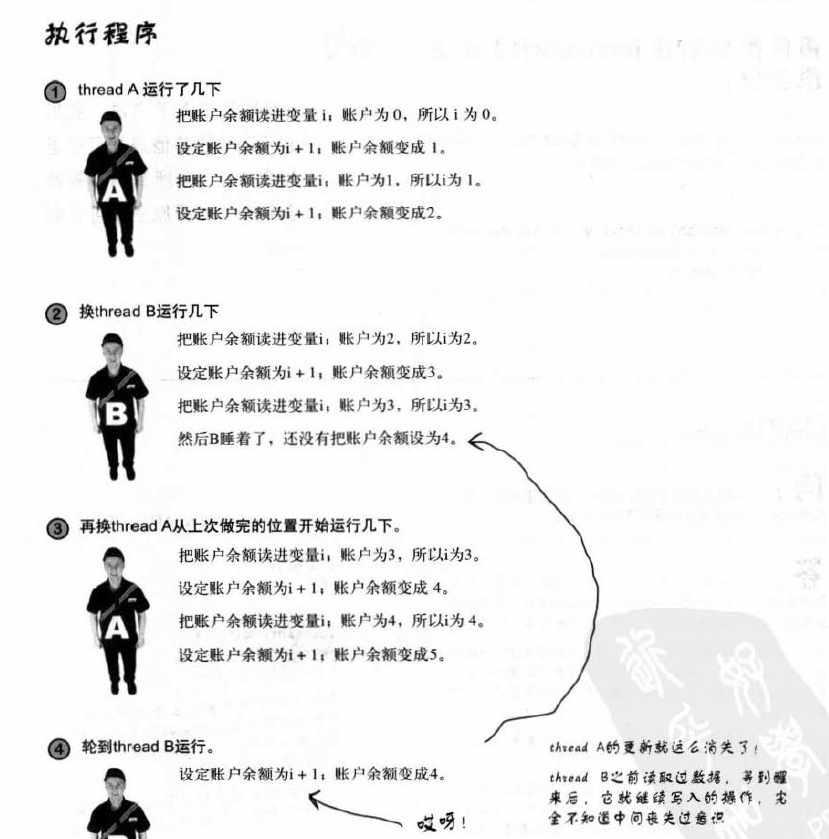 执行程序
① thread A 运行了几下
把账户余额读进变量 i；账户为 0，所以 i 为 0。
设定账户余额为i + 1；账户余额变成 1。
把账户余额读进变量i；账户为1，所以i为 1。
设定账户余额为i + 1；账户余额变成2。
A
② 换thread B运行几下
把账户余额读进变量i；账户为2，所以i为2。
设定账户余额为i + 1；账户余额变成3。
把账户余额读进变量i；账户为3，所以i为3。
然后B睡着了，还没有把账户余额设为4。
B
③ 再换thread A从上次做完的位置开始运行几下。
把账户余额读进变量i；账户为3，所以i为3。
设定账户余额为i + 1；账户余额变成 4。
把账户余额读进变量i；账户为4，所以i为 4。
设定账户余额为i + 1；账户余额变成5。
A
④ 轮到thread B运行。
设定账户余额为i + 1；账户余额变成4。
哎呀！
thread A的更新就这么消失了！
thread B之前读取过数据，等到醒
来后，它就继续写入的操作，完
全不知道中间丧失过意识